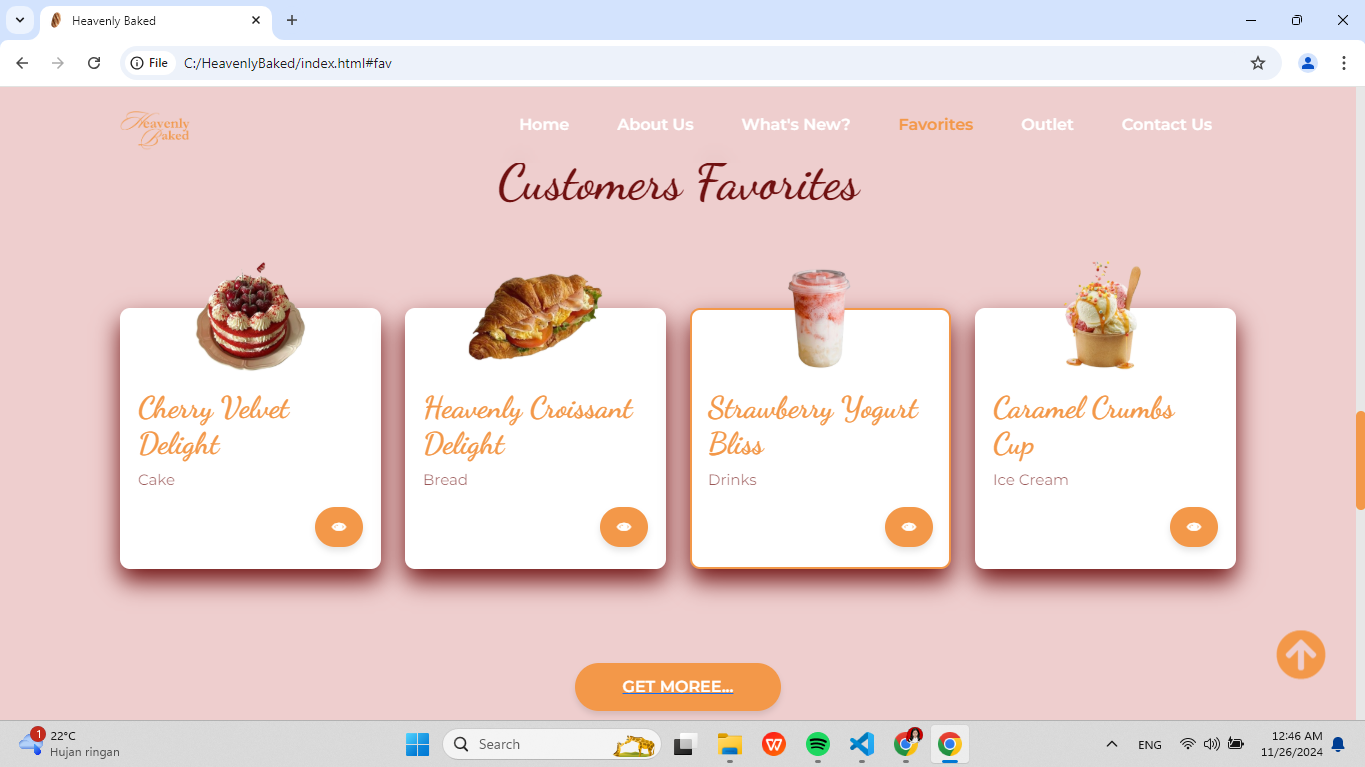 Heavenly Baked
File
C:/HeavenlyBaked/index.html#fav
Heavenly
Baked
Home About Us What's New? Favorites Outlet Contact Us
Customers Favorites
Cherry Velvet
Delight
Cake
Heavenly Croissant
Delight
Bread
Strawberry Yogurt
Bliss
Drinks
Caramel Crumbs
Cup
Ice Cream
GET MOREE...
1
22°C
Hujan ringan
Search
ENG
12:46 AM
11/26/2024